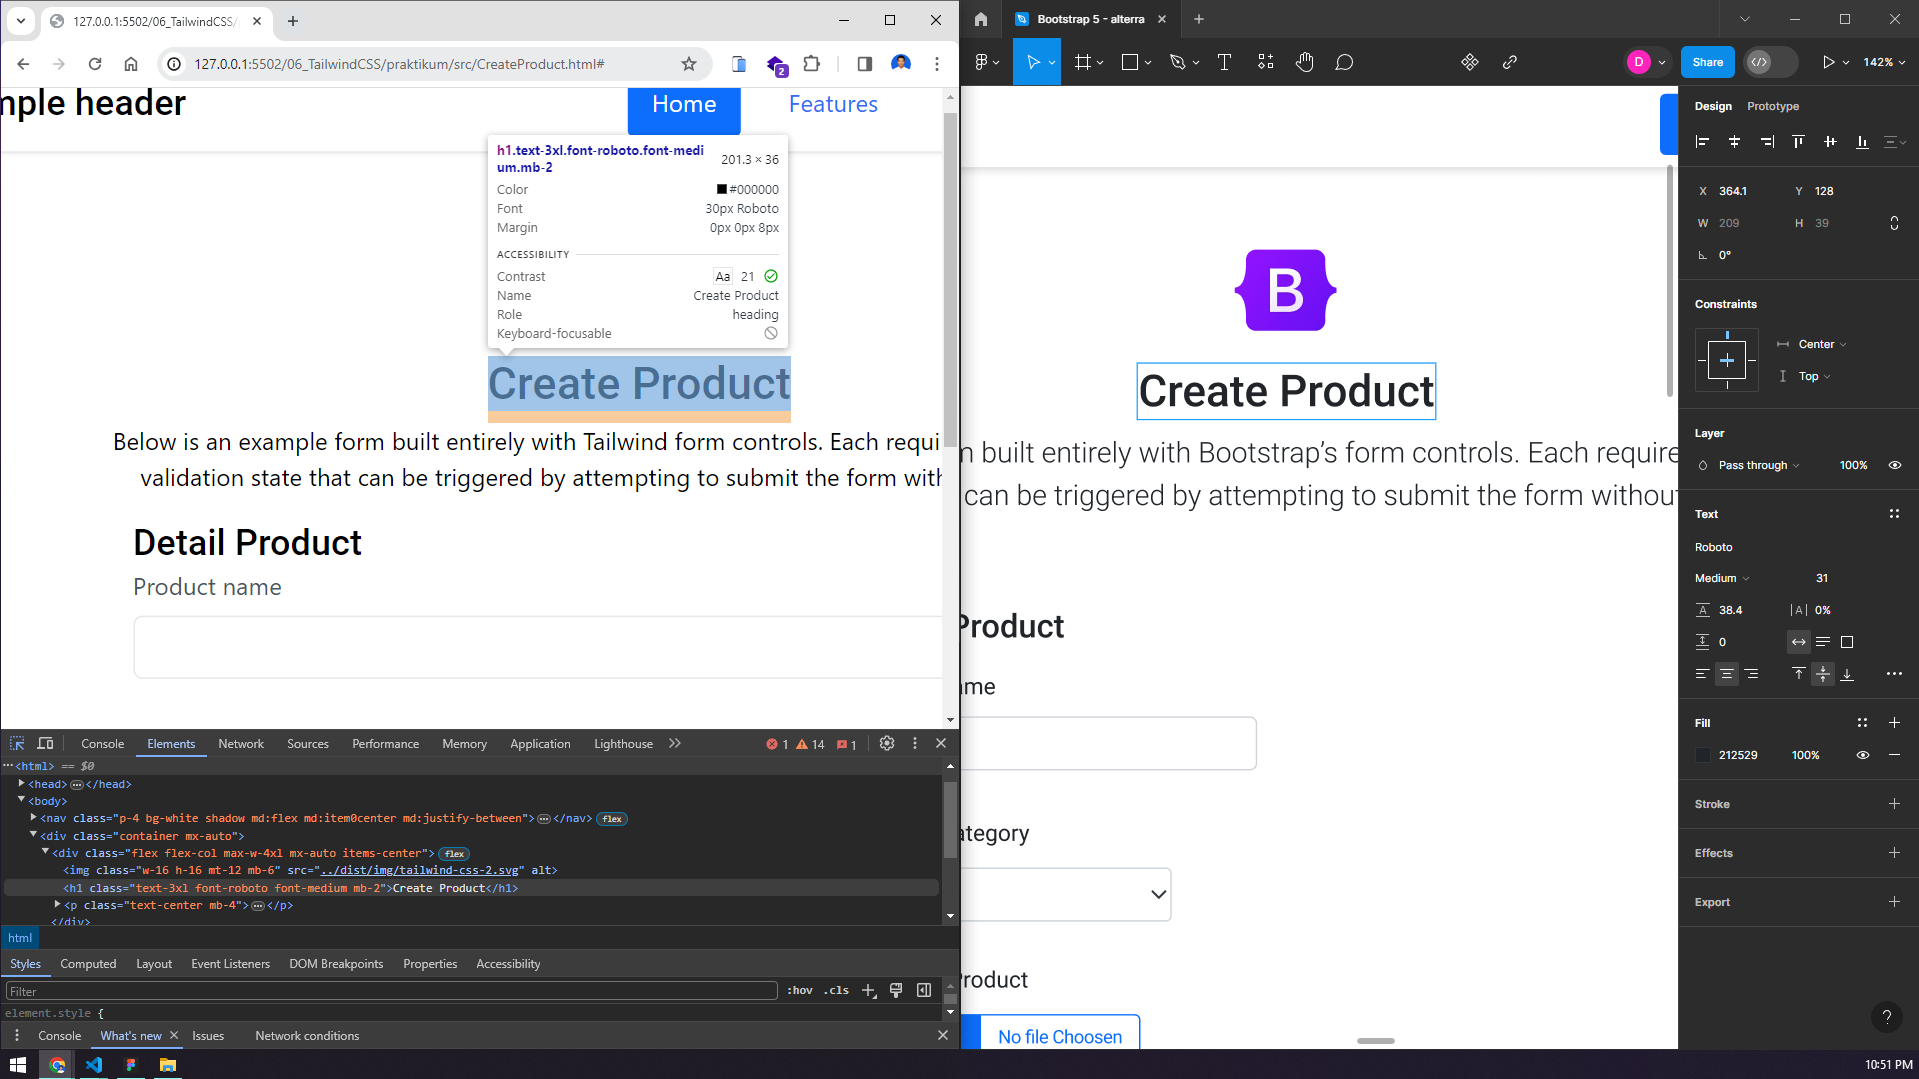 127.0.0.1:5502/06_TailwindCSS/
127.0.0.1:5502/06_TailwindCSS/praktikum/src/CreateProduct.html#
2
mple header
Home
Features
h1.text-3xl.font-roboto.font-medi
um.mb-2
201.3 × 36
Color
#000000
Font
30px Roboto
Margin
0px 0px 8px
ACCESSIBILITY
Contrast
Aa 21
Name
Create Product
Role
heading
Keyboard-focusable
Create Product
Below is an example form built entirely with Tailwind form controls. Each requi
validation state that can be triggered by attempting to submit the form with
Detail Product
Product name
Console
Elements
Network
Sources
Performance
Memory
Application
Lighthouse
1
14
1
<html> == $0
<head>…</head>
<body>
<nav class="p-4 bg-white shadow md:flex md:item0center md:justify-between">…</nav> flex
<div class="container mx-auto">
<div class="flex flex-col max-w-4xl mx-auto items-center"> flex
<img class="w-16 h-16 mt-12 mb-6" src="../dist/img/tailwind-css-2.svg" alt>
<h1 class="text-3xl font-roboto font-medium mb-2">Create Product</h1>
<p class="text-center mb-4">…</p>
</div>
html
Styles
Computed
Layout
Event Listeners
DOM Breakpoints
Properties
Accessibility
Filter
:hov .cls
element.style {
Console
What's new
Issues
Network conditions
Bootstrap 5 - alterra
D
Share
142%
B
Create Product
n built entirely with Bootstrap’s form controls. Each require
can be triggered by attempting to submit the form without
Product
ame
ategory
Product
No file Choosen
Design
Prototype
X 364.1
Y 128
W 209
H 39
0°
Constraints
Center
Top
Layer
Pass through
100%
Text
Roboto
Medium
31
38.4
|A| 0%
0
Fill
212529
100%
Stroke
Effects
Export
?
10:51 PM